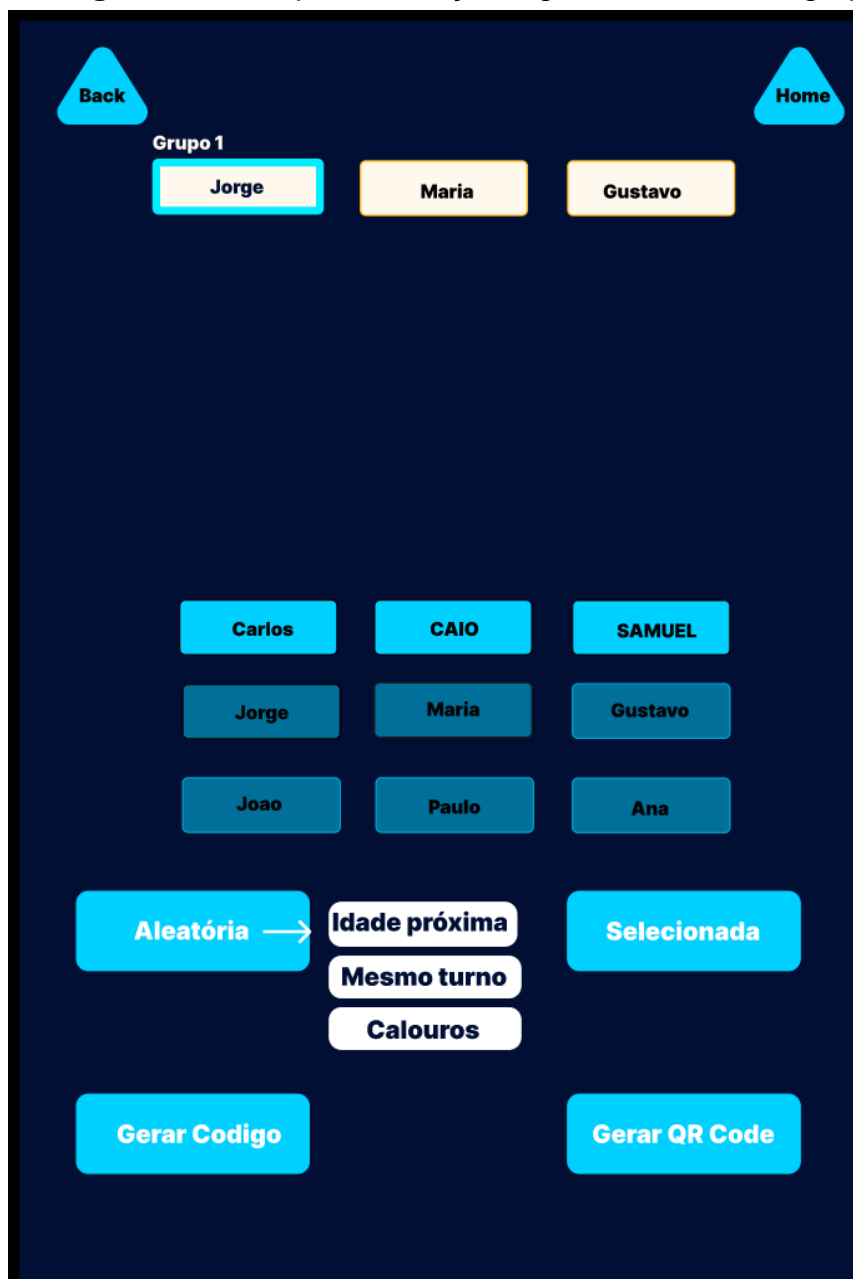 Back
Home
Grupo 1
Jorge
Maria
Gustavo
Carlos
CAIO
SAMUEL
Jorge
Maria
Gustavo
Joao
Paulo
Ana
Aleatória
Idade próxima
Mesmo turno
Calouros
Selecionada
Gerar Codigo
Gerar QR Code